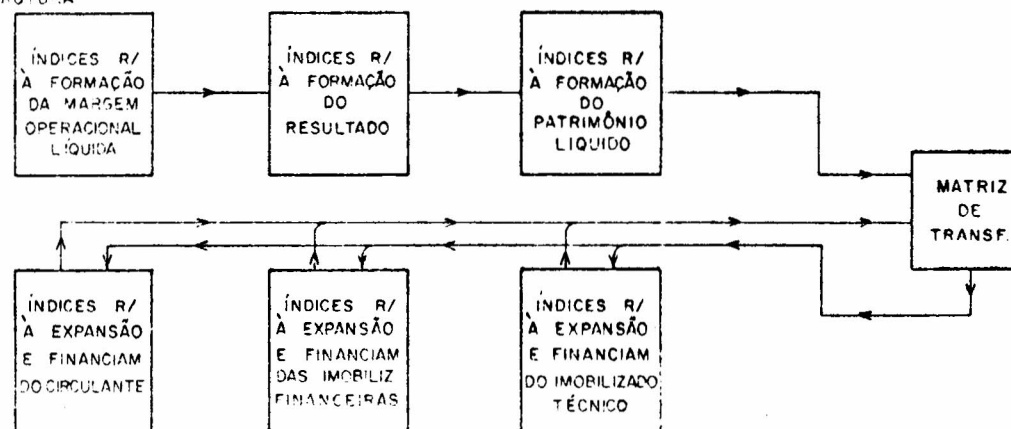 ÍNDICES R/
À FORMAÇÃO
DA MARGEM
OPERACIONAL
LÍQUIDA
ÍNDICES R/
À FORMAÇÃO
DO
RESULTADO
ÍNDICES R/
À FORMAÇÃO
DO
PATRIMÔNIO
LIQUIDO
MATRIZ
DE
TRANSF.
ÍNDICES R/
À EXPANSÃO
E FINANCIAM
DO CIRCULANTE
ÍNDICES R/
À EXPANSÃO
E FINANCIAM
DAS IMOBILIZ
FINANCEIRAS
ÍNDICES R/
À EXPANSÃO
E FINANCIAM
DO IMOBILIZADO
TÉCNICO